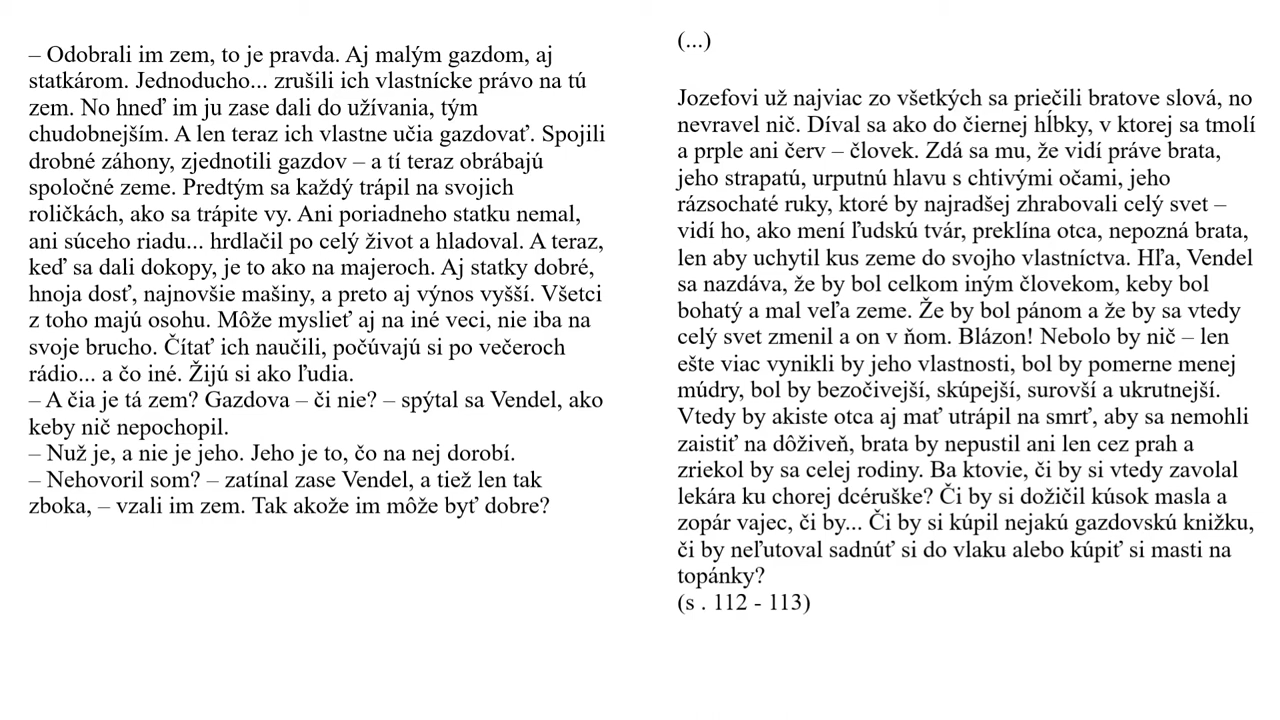 – Odobrali im zem, to je pravda. Aj malým gazdom, aj
statkárom. Jednoducho... zrušili ich vlastnícke právo na tú
zem. No hneď im ju zase dali do užívania, tým
chudobnejším. A len teraz ich vlastne učia gazdovať. Spojili
drobné záhony, zjednotili gazdov – a tí teraz obrábajú
spoločné zeme. Predtým sa každý trápil na svojich
roličkách, ako sa trápite vy. Ani poriadneho statku nemal,
ani súceho riadu... hrdlačil po celý život a hladoval. A teraz,
keď sa dali dokopy, je to ako na majeroch. Aj statky dobré,
hnoja dosť, najnovšie mašiny, a preto aj výnos vyšší. Všetci
z toho majú osohu. Môže myslieť aj na iné veci, nie iba na
svoje brucho. Čítať ich naučili, počúvajú si po večeroch
rádio... a čo iné. Žijú si ako ľudia.
– A čia je tá zem? Gazdova – či nie? – spýtal sa Vendel, ako
keby nič nepochopil.
– Nuž je, a nie je jeho. Jeho je to, čo na nej dorobí.
– Nehovoril som? – zatínal zase Vendel, a tiež len tak
zboka, – vzali im zem. Tak akože im môže byť dobre?
(...)
Jozefovi už najviac zo všetkých sa priečili bratove slová, no
nevravel nič. Díval sa ako do čiernej hĺbky, v ktorej sa tmolí
a prple ani červ – človek. Zdá sa mu, že vidí práve brata,
jeho strapatú, urputnú hlavu s chtivými očami, jeho
rázsochaté ruky, ktoré by najradšej zhrabovali celý svet –
vidí ho, ako mení ľudskú tvár, preklína otca, nepozná brata,
len aby uchytil kus zeme do svojho vlastníctva. Hľa, Vendel
sa nazdáva, že by bol celkom iným človekom, keby bol
bohatý a mal veľa zeme. Že by bol pánom a že by sa vtedy
celý svet zmenil a on v ňom. Blázon! Nebolo by nič – len
ešte viac vynikli by jeho vlastnosti, bol by pomerne menej
múdry, bol by bezočivejší, skúpejší, surovší a ukrutnejší.
Vtedy by akiste otca aj mať utrápil na smrť, aby sa nemohli
zaistiť na dôživeň, brata by nepustil ani len cez prah a
zriekol by sa celej rodiny. Ba ktovie, či by si vtedy zavolal
lekára ku chorej dcéruške? Či by si dožičil kúsok masla a
zopár vajec, či by... Či by si kúpil nejakú gazdovskú knižku,
či by neľutoval sadnúť si do vlaku alebo kúpiť si masti na
topánky?
(s . 112 - 113)